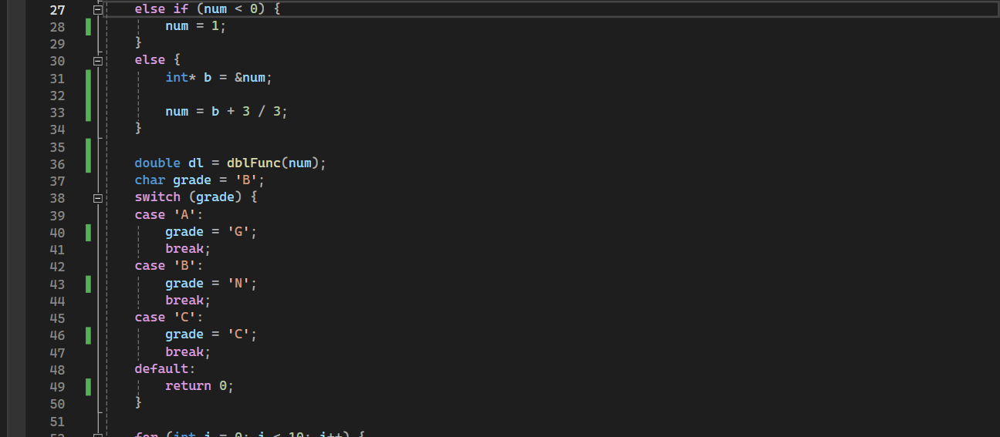 27 else if (num < 0) {
28 num = 1;
29 }
30 else {
31 int* b = &num;
32
33 num = b + 3 / 3;
34 }
35
36 double dl = dblFunc(num);
37 char grade = 'B';
38 switch (grade) {
39 case 'A':
40 grade = 'G';
41 break;
42 case 'B':
43 grade = 'N';
44 break;
45 case 'C':
46 grade = 'C';
47 break;
48 default:
49 return 0;
50 }
51
52 for (int i = 0; i < 10; i++) {